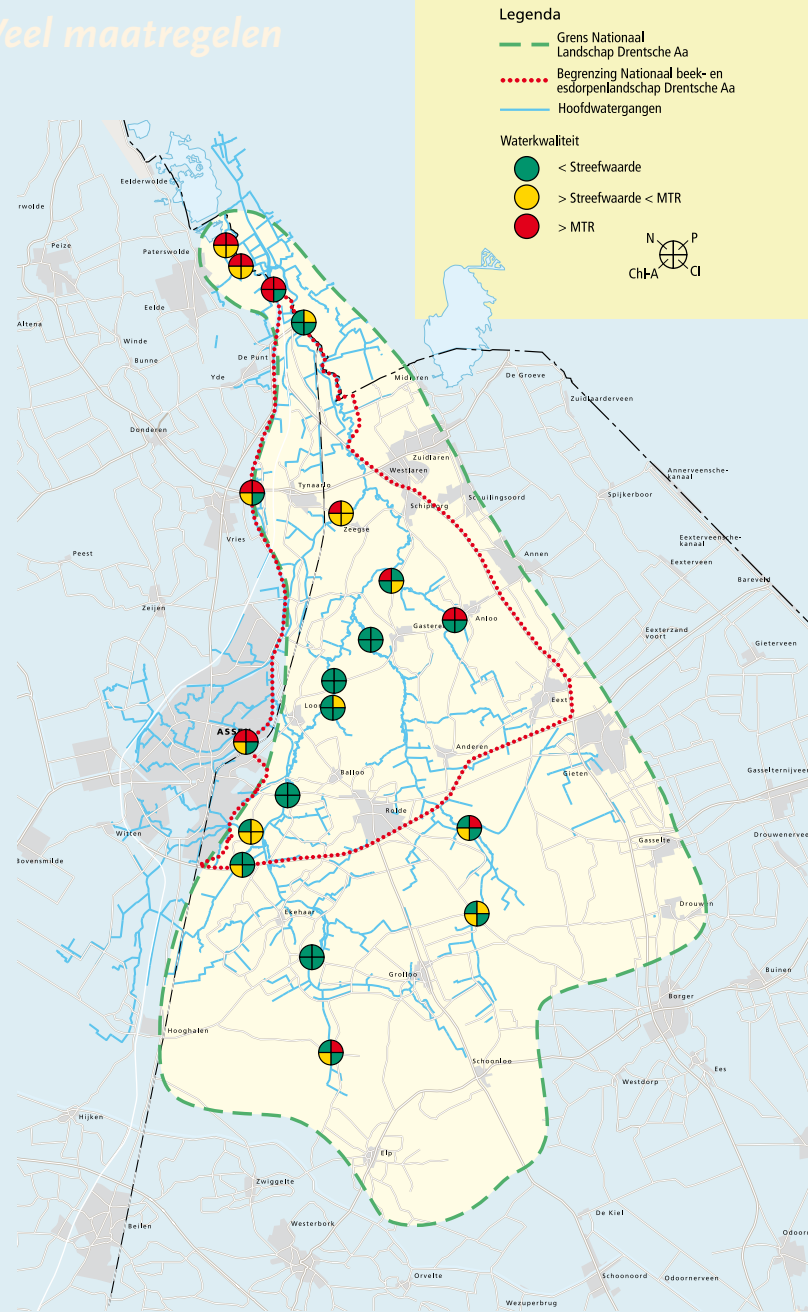 Veel maatregelen
Legenda
Grens Nationaal
Landschap Drentsche Aa
Begrenzing Nationaal beek- en
esdorpenlandschap Drentsche Aa
Hoofdwatergangen
Waterkwaliteit
< Streefwaarde
> Streefwaarde < MTR
> MTR
N P
Chl-A Cl
Eelderwolde
rwolde
Peize
Paterswolde
Eelde
Altena
Winde
Bunne
De Punt
Yde
Midlaren
De Groeve
Zuidlaarderveen
Donderen
Zuidlaren
Westlaren
Annerveensche-
kanaal
Tynaarlo
Schuilingsoord
Spijkerboor
Schipborg
Zeegse
Vries
Exterveensche-
kanaal
Peest
Annen
Eexterveen
Bareveld
Zeijen
Anloo
Gasteren
Eexterzand
voort
Gieterveen
Eext
Loon
ASSEN
Anderen
Balloo
Gieten
Gasselternijveen
Rolde
Witten
Gasselte
Drouwenerveen
Bovensmilde
Drouwen
Ekehaar
Grolloo
Buinen
Borger
Hooghalen
Schoonloo
Ees
Westdorp
Hijken
Elp
Zwiggelte
De Kiel
Beilen
Westerbork
Odoorn
Orvelte
Schoonoord
Odoornerveen
Wezuperbrug